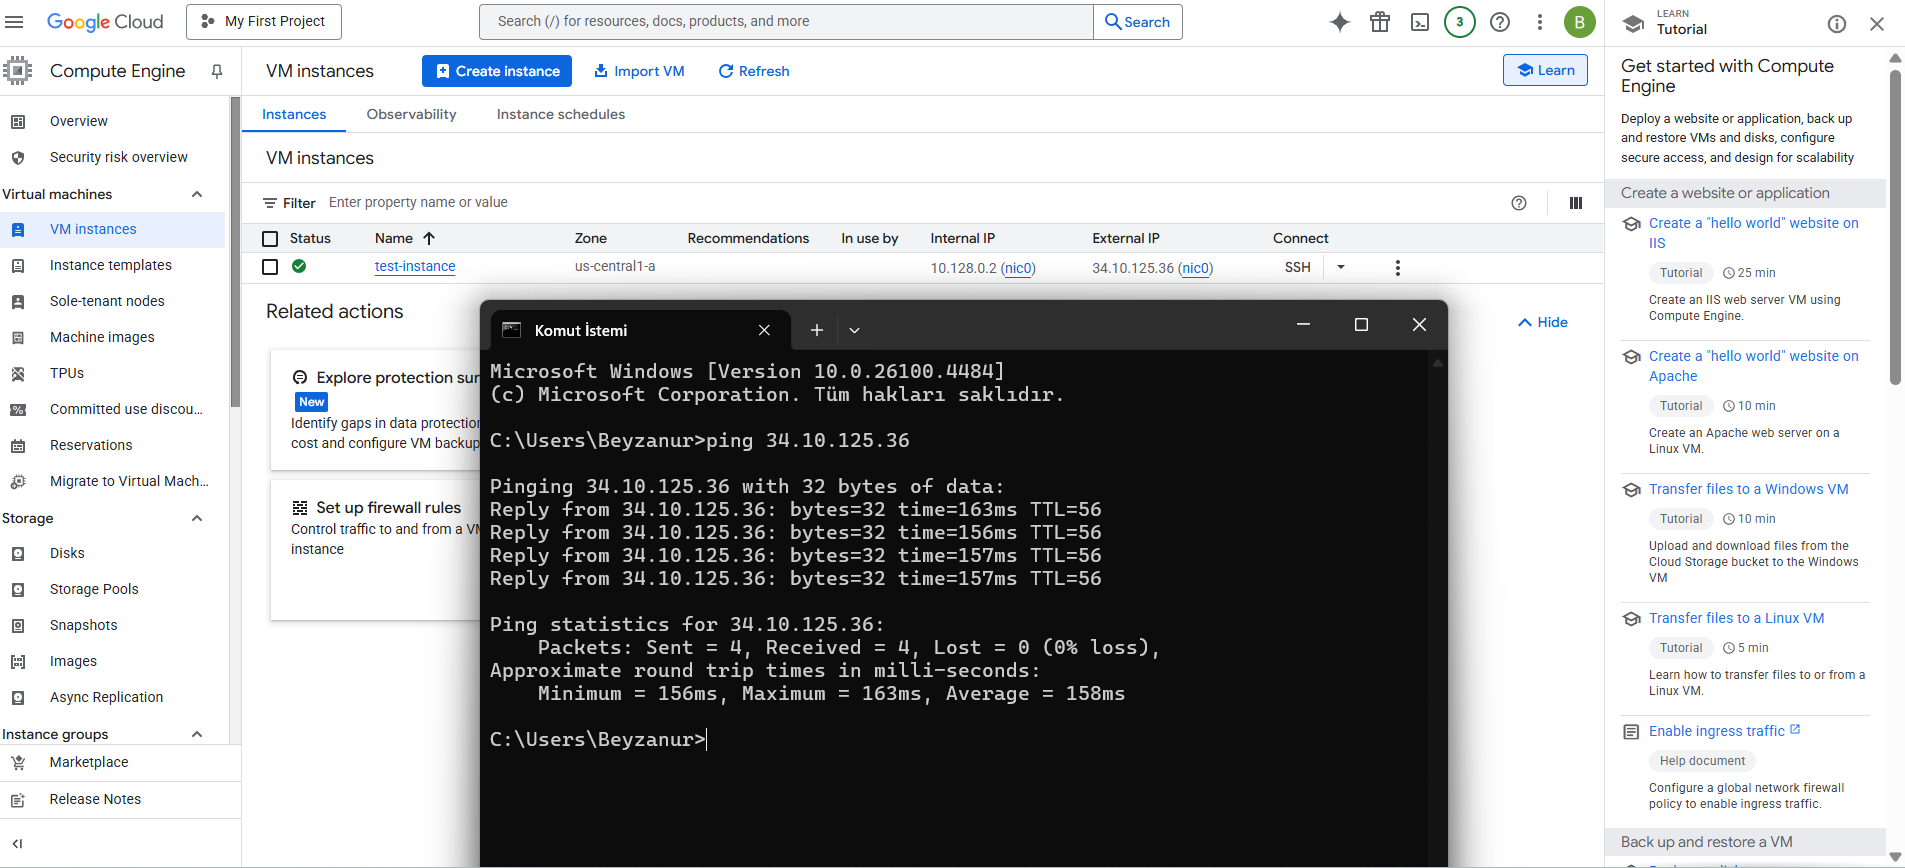 Google Cloud
My First Project
Search (/) for resources, docs, products, and more
Search
3
B
LEARN
Tutorial
Compute Engine
VM instances
Create instance
Import VM
Refresh
Learn
Overview
Security risk overview
Virtual machines
VM instances
Instance templates
Sole-tenant nodes
Machine images
TPUs
Committed use discou...
Reservations
Migrate to Virtual Mach...
Storage
Disks
Storage Pools
Snapshots
Images
Async Replication
Instance groups
Marketplace
Release Notes
Instances Observability Instance schedules
VM instances
Filter Enter property name or value
Status Name Zone Recommendations In use by Internal IP External IP Connect
test-instance us-central1-a 10.128.0.2 (nic0) 34.10.125.36 (nic0) SSH
Related actions
Hide
Explore protection sur
New
Identify gaps in data protection
cost and configure VM backup
Set up firewall rules
Control traffic to and from a VM
instance
Komut İstemi
Microsoft Windows [Version 10.0.26100.4484]
(c) Microsoft Corporation. Tüm hakları saklıdır.
C:\Users\Beyzanur>ping 34.10.125.36
Pinging 34.10.125.36 with 32 bytes of data:
Reply from 34.10.125.36: bytes=32 time=163ms TTL=56
Reply from 34.10.125.36: bytes=32 time=156ms TTL=56
Reply from 34.10.125.36: bytes=32 time=157ms TTL=56
Reply from 34.10.125.36: bytes=32 time=157ms TTL=56
Ping statistics for 34.10.125.36:
Packets: Sent = 4, Received = 4, Lost = 0 (0% loss),
Approximate round trip times in milli-seconds:
Minimum = 156ms, Maximum = 163ms, Average = 158ms
C:\Users\Beyzanur>
Get started with Compute
Engine
Deploy a website or application, back up
and restore VMs and disks, configure
secure access, and design for scalability
Create a website or application
Create a "hello world" website on
IIS
Tutorial 25 min
Create an IIS web server VM using
Compute Engine.
Create a "hello world" website on
Apache
Tutorial 10 min
Create an Apache web server on a
Linux VM.
Transfer files to a Windows VM
Tutorial 10 min
Upload and download files from the
Cloud Storage bucket to the Windows
VM
Transfer files to a Linux VM
Tutorial 5 min
Learn how to transfer files to or from a
Linux VM.
Enable ingress traffic
Help document
Configure a global network firewall
policy to enable ingress traffic.
Back up and restore a VM